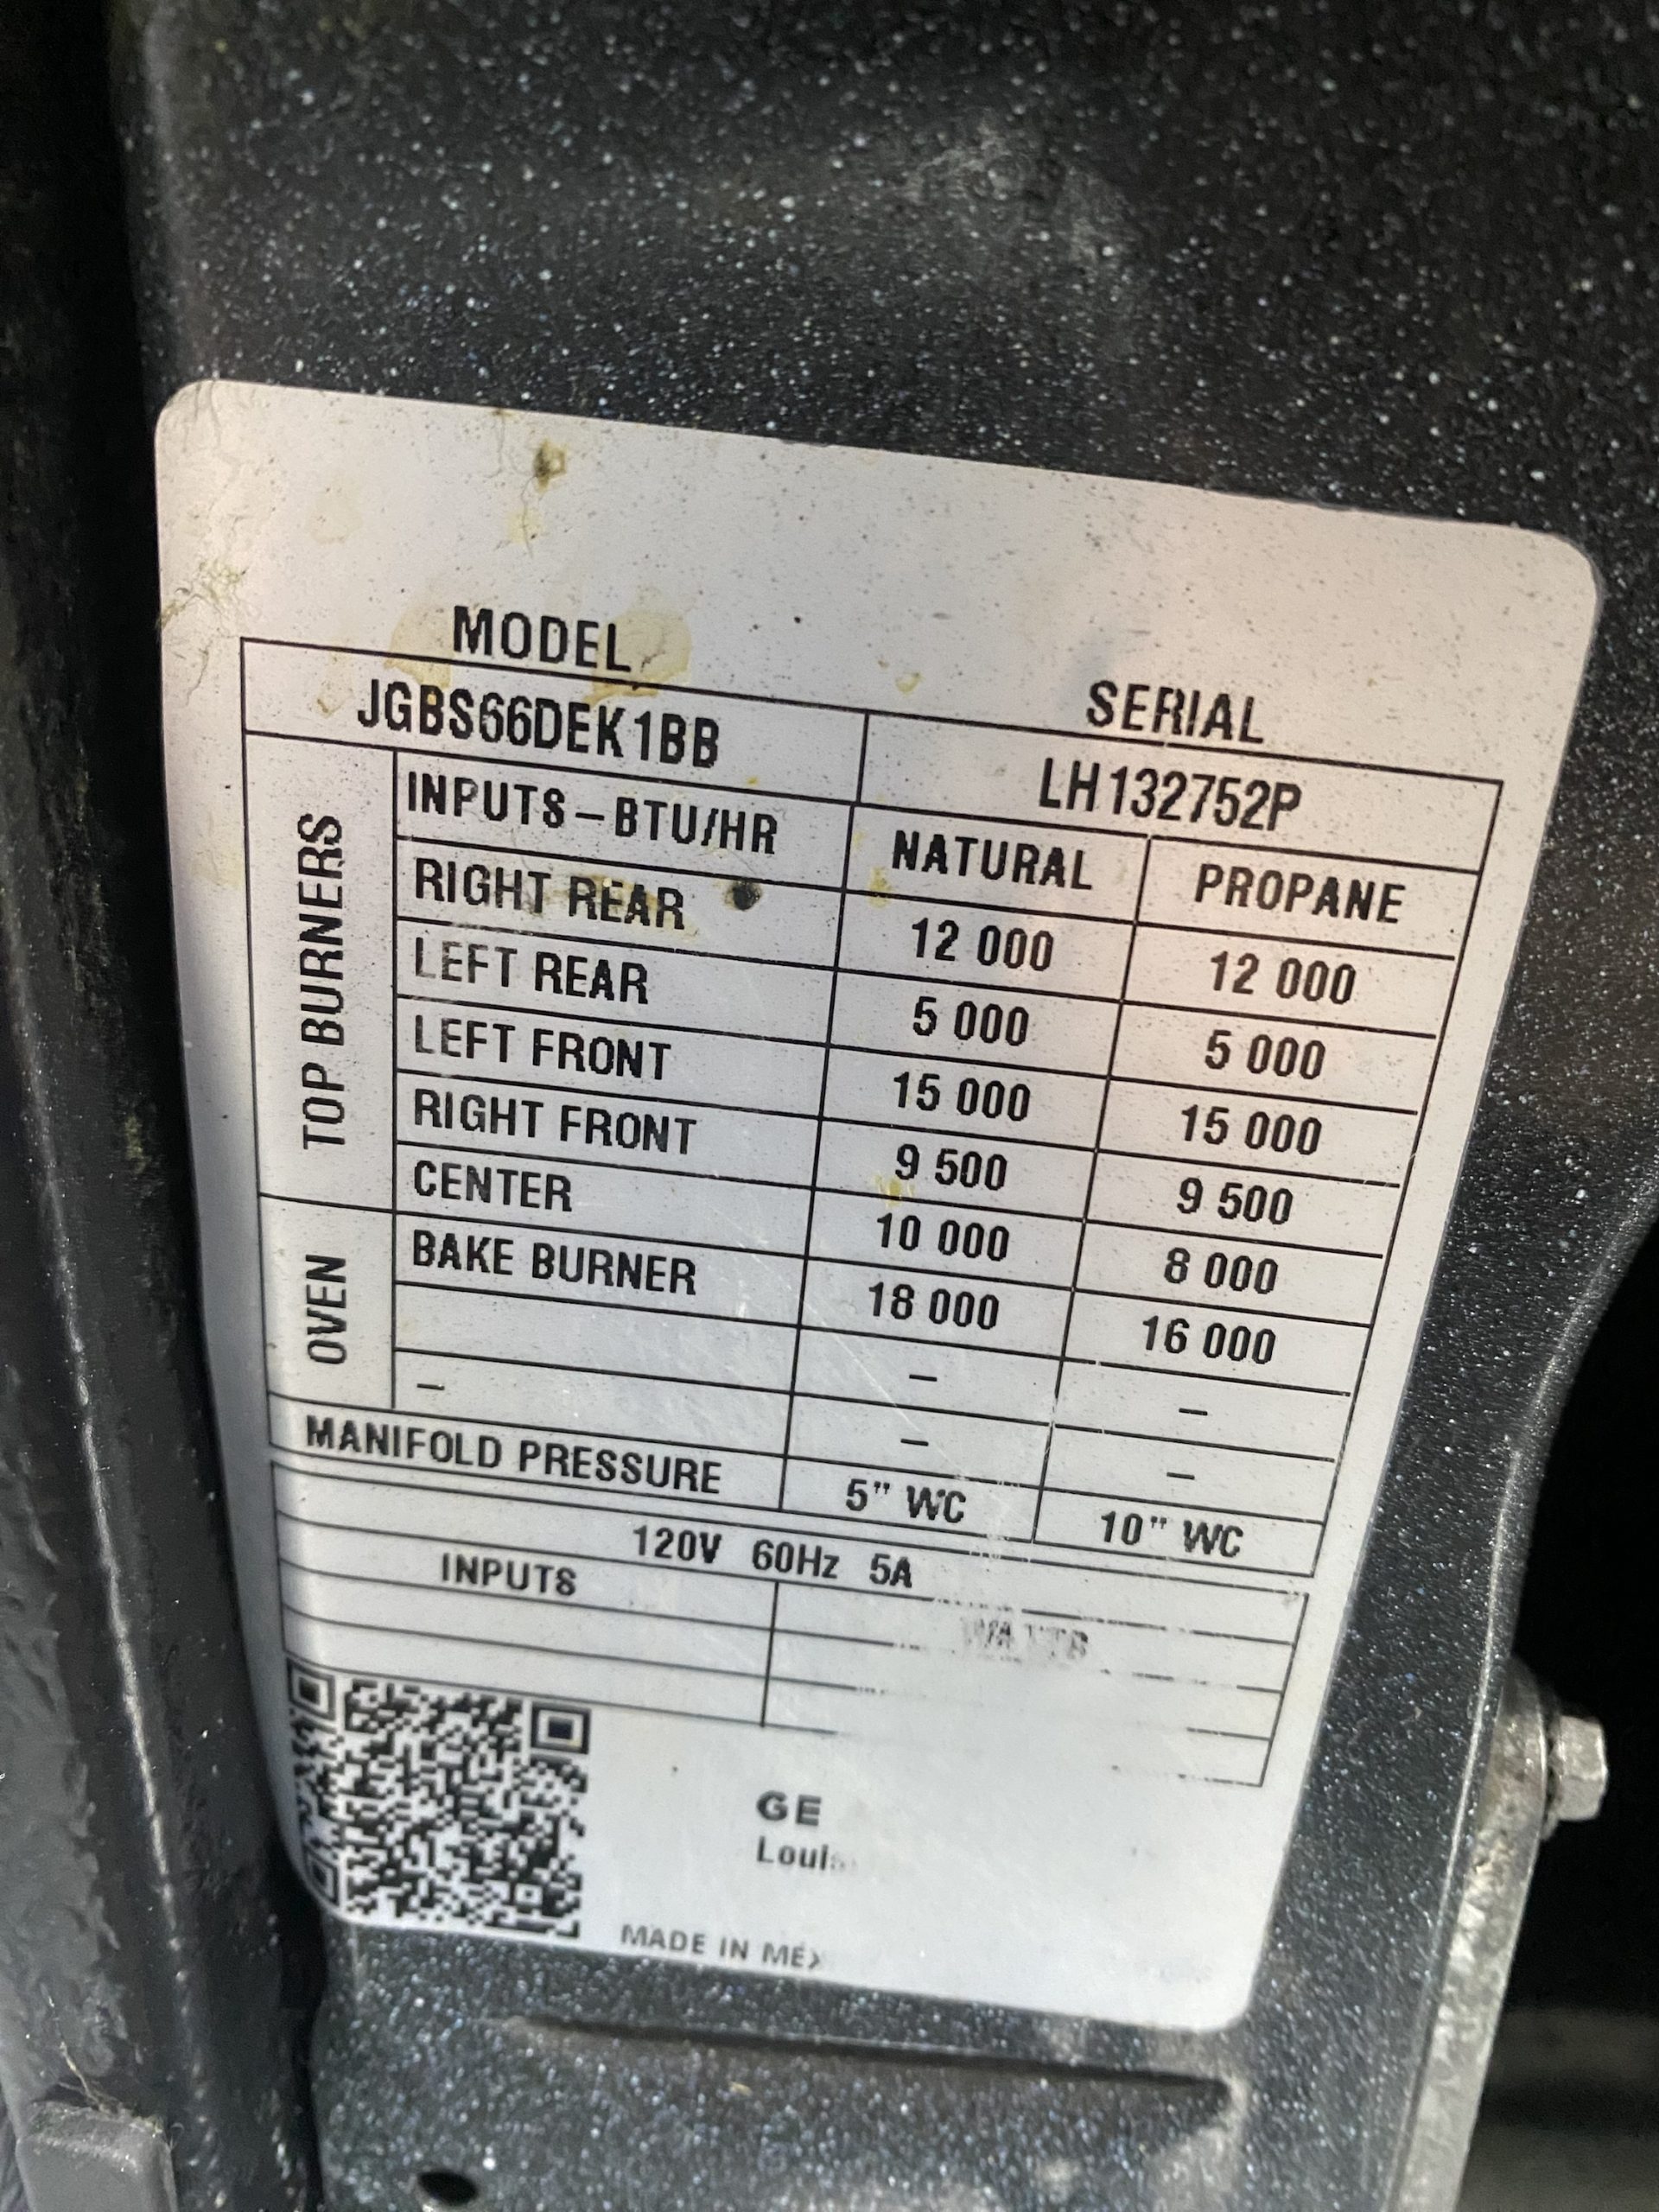 MODEL SERIAL
JGBS66DEK1BB LH132752P
TOP BURNERS
INPUTS-BTU/HR NATURAL PROPANE
RIGHT REAR 12 000 12 000
LEFT REAR 5 000 5 000
LEFT FRONT 15 000 15 000
RIGHT FRONT 9 500 9 500
CENTER 10 000 8 000
OVEN
BAKE BURNER 18 000 16 000
– –
– – –
MANIFOLD PRESSURE 5" WC 10" WC
120V 60Hz 5A
INPUTS
GE
MADE IN